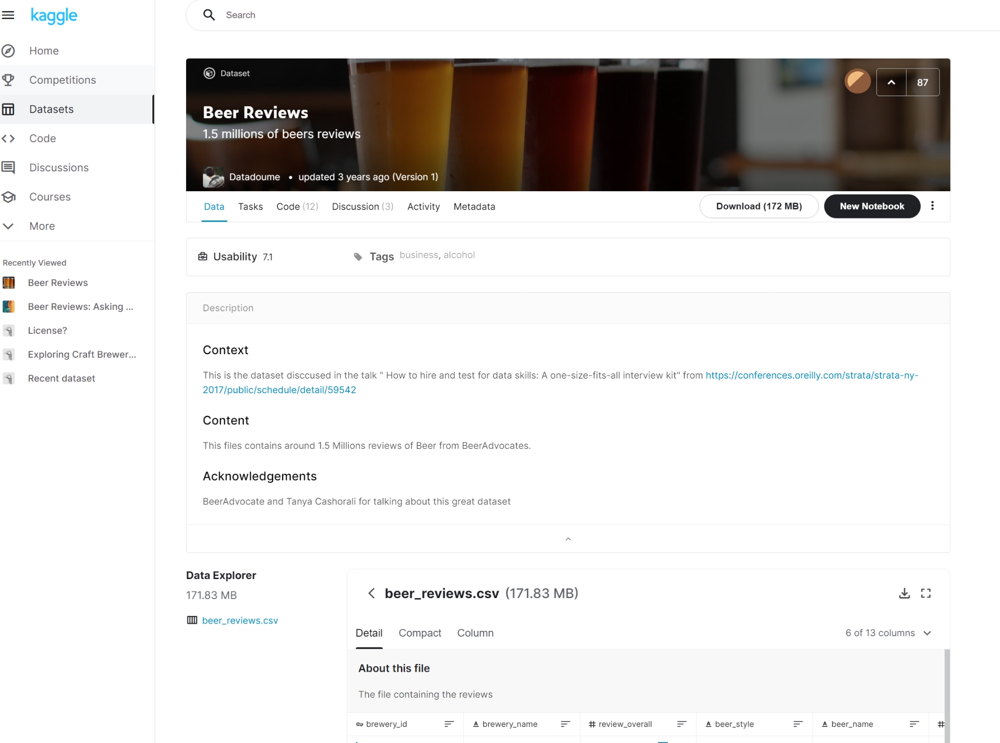 kaggle
Search
Home
Competitions
Datasets
Code
Discussions
Courses
More
Recently Viewed
Beer Reviews
Beer Reviews: Asking ...
License?
Exploring Craft Brewer...
Recent dataset
Dataset
87
Beer Reviews
1.5 millions of beers reviews
Datadoume • updated 3 years ago (Version 1)
Data Tasks Code (12) Discussion (3) Activity Metadata Download (172 MB) New Notebook
Usability 7.1 Tags business, alcohol
Description
Context
This is the dataset disccused in the talk " How to hire and test for data skills: A one-size-fits-all interview kit" from https://conferences.oreilly.com/strata/strata-ny-
2017/public/schedule/detail/59542
Content
This files contains around 1.5 Millions reviews of Beer from BeerAdvocates.
Acknowledgements
BeerAdvocate and Tanya Cashorali for talking about this great dataset
Data Explorer
171.83 MB
beer_reviews.csv
beer_reviews.csv (171.83 MB)
Detail Compact Column 6 of 13 columns
About this file
The file containing the reviews
brewery_id A brewery_name # review_overall A beer_style A beer_name #